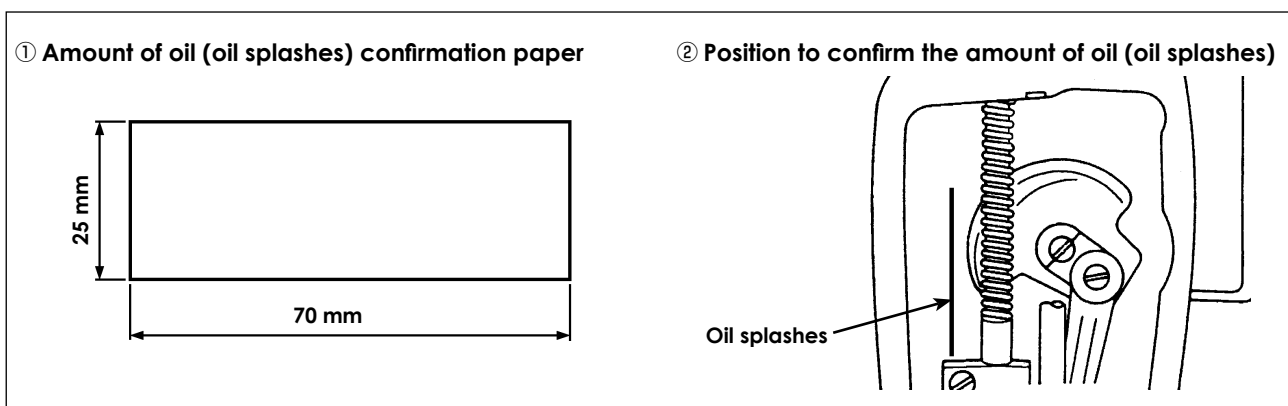 ① Amount of oil (oil splashes) confirmation paper
25 mm
70 mm
② Position to confirm the amount of oil (oil splashes)
Oil splashes